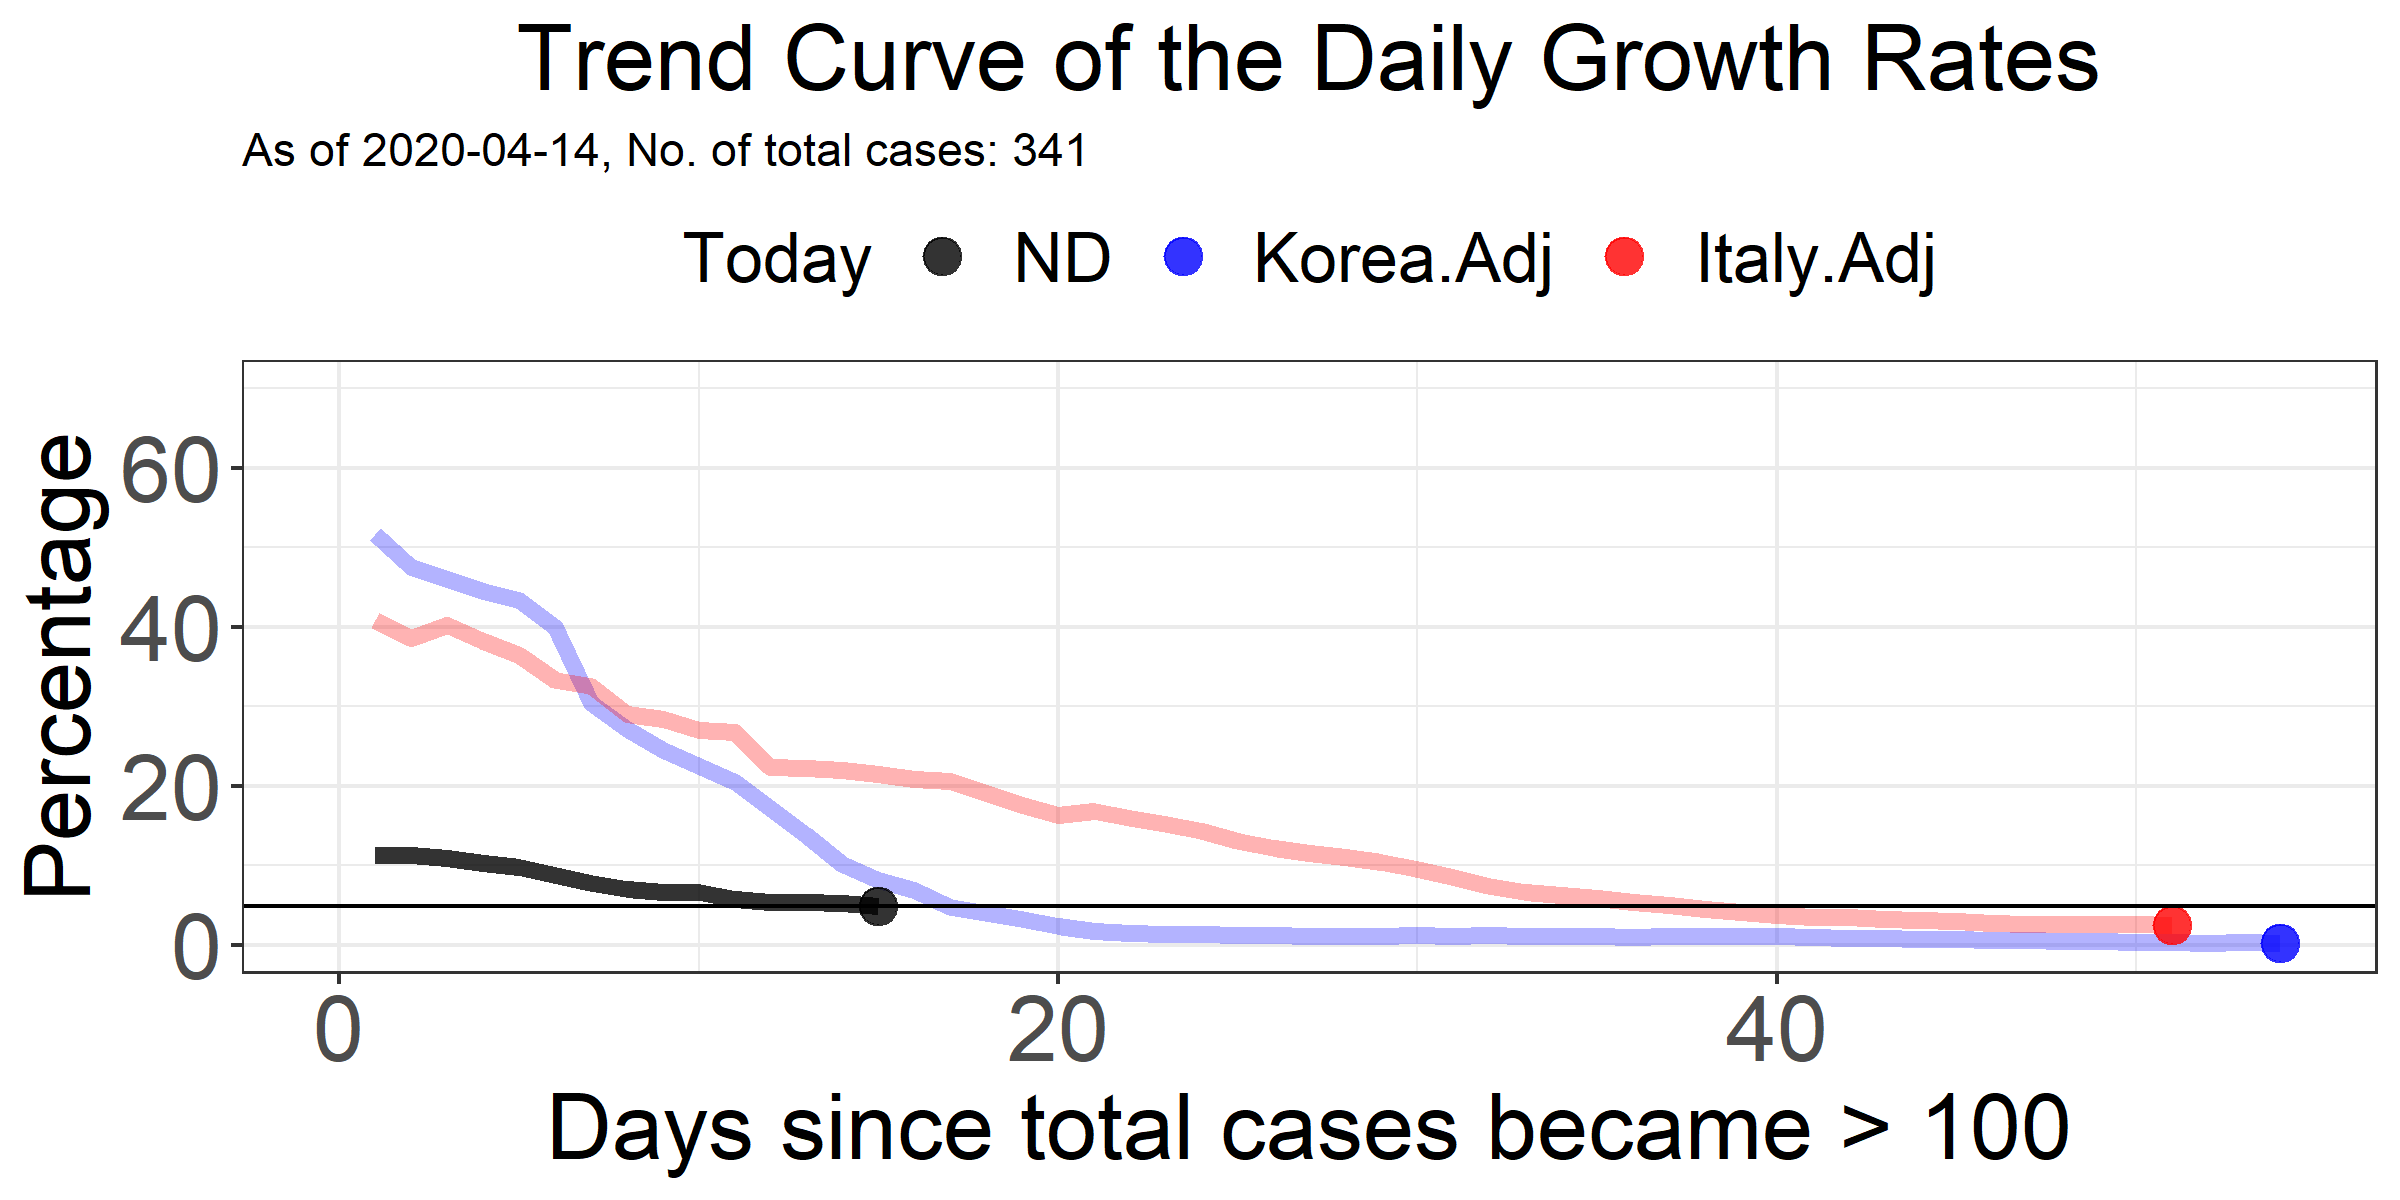 Trend Curve of the Daily Growth Rates
As of 2020-04-14, No. of total cases: 341
Today ND Korea.Adj Italy.Adj
Percentage
60
40
20
0
0 20 40
Days since total cases became > 100